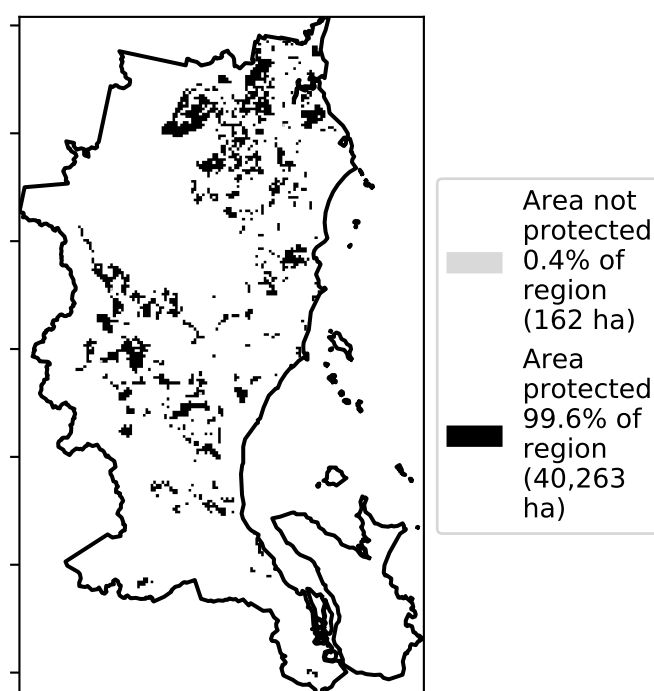 Area not
protected
0.4% of
region
(162 ha)
Area
protected
99.6% of
region
(40,263
ha)